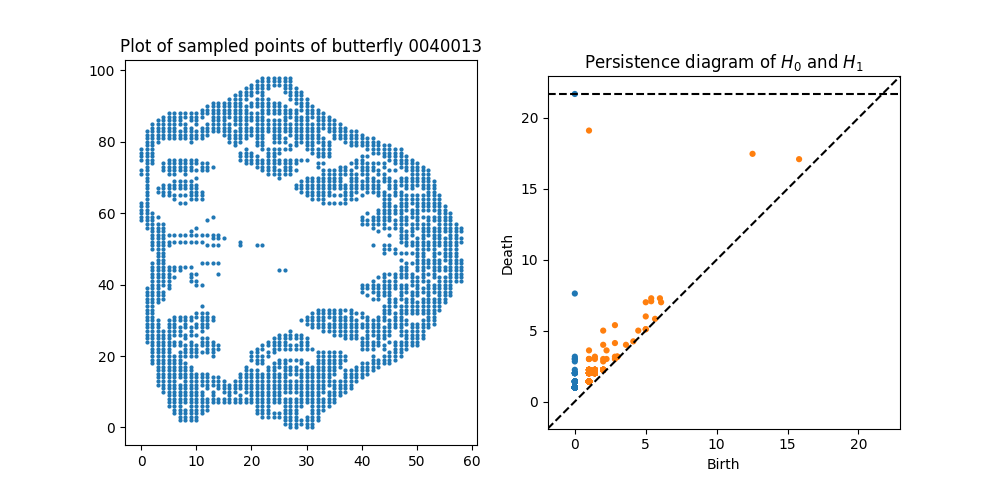 Plot of sampled points of butterfly 0040013
100
80
60
40
20
0
0 10 20 30 40 50 60
Persistence diagram of H₀ and H₁
20
15
10
5
0
Death
0 5 10 15 20
Birth